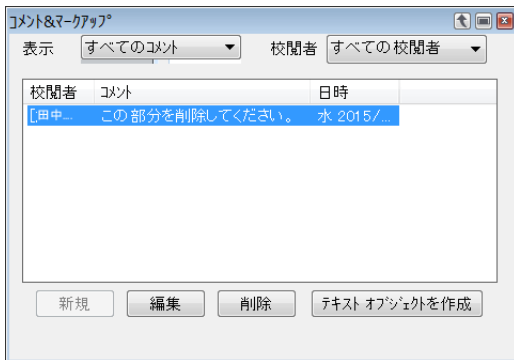 ｺﾒﾝﾄ&ﾏｰｸｱｯﾌﾟ
表示 すべてのｺﾒﾝﾄ 校閲者 すべての校閲者
校閲者 ｺﾒﾝﾄ 日時
[田中... この部分を削除してください。 水 2015/...
新規 編集 削除 ﾃｷｽﾄ ｵﾌﾞｼﾞｪｸﾄを作成